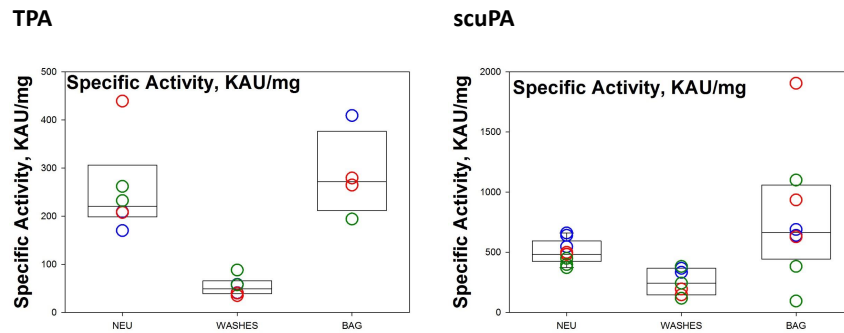 TPA
Specific Activity, KAU/mg
Specific Activity, KAU/mg
500
400
300
200
100
0
NEU WASHES BAG
scuPA
Specific Activity, KAU/mg
Specific Activity, KAU/mg
2000
1500
1000
500
0
NEU WASHES BAG